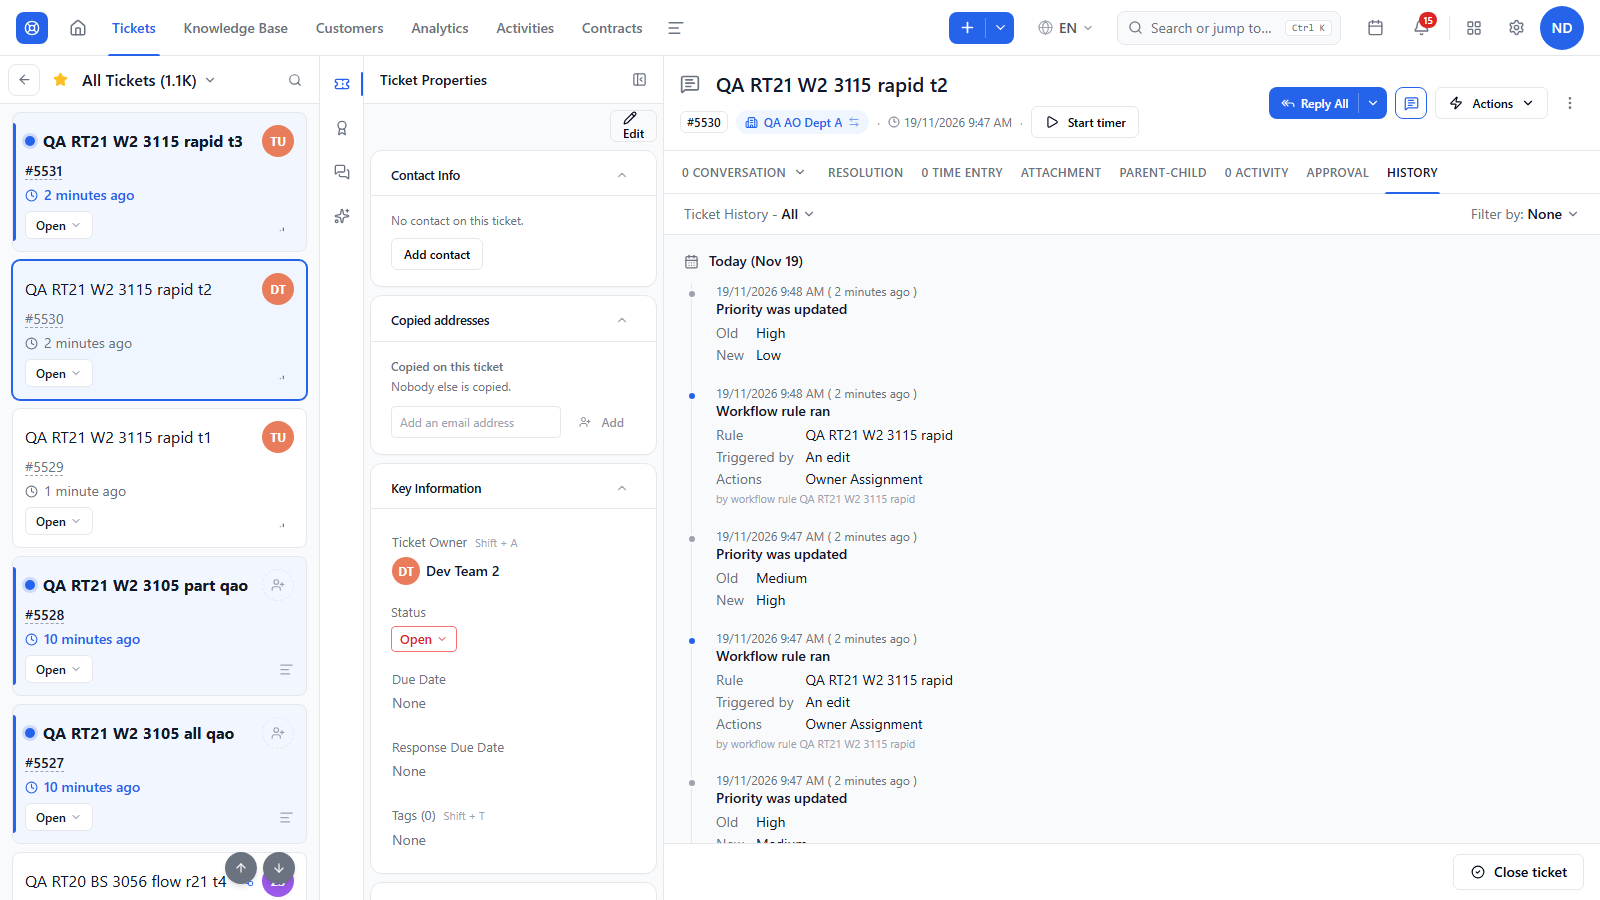 Tickets
Knowledge Base
Customers
Analytics
Activities
Contracts
EN
Search or jump to...
Ctrl K
15
ND
All Tickets (1.1K)
QA RT21 W2 3115 rapid t3
TU
#5531
2 minutes ago
Open
QA RT21 W2 3115 rapid t2
DT
#5530
2 minutes ago
Open
QA RT21 W2 3115 rapid t1
TU
#5529
1 minute ago
Open
QA RT21 W2 3105 part qao
#5528
10 minutes ago
Open
QA RT21 W2 3105 all qao
#5527
10 minutes ago
Open
QA RT20 BS 3056 flow r21 t4
Ticket Properties
Edit
Contact Info
No contact on this ticket.
Add contact
Copied addresses
Copied on this ticket
Nobody else is copied.
Add an email address
Add
Key Information
Ticket Owner Shift + A
DT Dev Team 2
Status
Open
Due Date
None
Response Due Date
None
Tags (0) Shift + T
None
QA RT21 W2 3115 rapid t2
#5530
QA AO Dept A
· 19/11/2026 9:47 AM ·
Start timer
Reply All
Actions
0 CONVERSATION
RESOLUTION
0 TIME ENTRY
ATTACHMENT
PARENT-CHILD
0 ACTIVITY
APPROVAL
HISTORY
Ticket History - All
Filter by: None
Today (Nov 19)
19/11/2026 9:48 AM ( 2 minutes ago )
Priority was updated
Old High
New Low
19/11/2026 9:48 AM ( 2 minutes ago )
Workflow rule ran
Rule QA RT21 W2 3115 rapid
Triggered by An edit
Actions Owner Assignment
by workflow rule QA RT21 W2 3115 rapid
19/11/2026 9:47 AM ( 2 minutes ago )
Priority was updated
Old Medium
New High
19/11/2026 9:47 AM ( 2 minutes ago )
Workflow rule ran
Rule QA RT21 W2 3115 rapid
Triggered by An edit
Actions Owner Assignment
by workflow rule QA RT21 W2 3115 rapid
19/11/2026 9:47 AM ( 2 minutes ago )
Priority was updated
Old High
New Medium
Close ticket